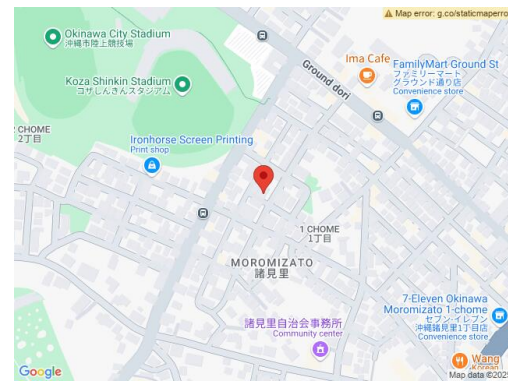 Map error: g.co/staticmaperro
Okinawa City Stadium
沖縄市陸上競技場
Ima Cafe
FamilyMart Ground St
ファミリーマート
グラウンド通り店
Convenience store
Ground dori
Koza Shinkin Stadium
コザしんきんスタジアム
2 CHOME
2丁目
Ironhorse Screen Printing
Print shop
1 CHOME
1丁目
MOROMIZATO
諸見里
7-Eleven Okinawa
Moromizato 1-chome
セブン-イレブン
沖縄諸見里1丁目店
Convenience store
諸見里自治会事務所
Community center
Wang
Korean
Google
Map data ©2025